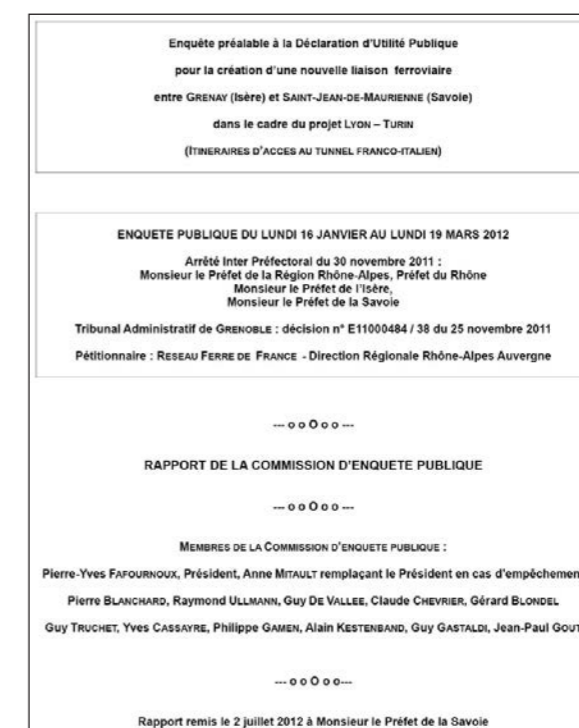 Enquête préalable à la Déclaration d'Utilité Publique
pour la création d'une nouvelle liaison ferroviaire
entre GRENAY (Isère) et SAINT-JEAN-DE-MAURIENNE (Savoie)
dans le cadre du projet LYON – TURIN
(ITINERAIRES D'ACCES AU TUNNEL FRANCO-ITALIEN)
ENQUETE PUBLIQUE DU LUNDI 16 JANVIER AU LUNDI 19 MARS 2012
Arrêté Inter Préfectoral du 30 novembre 2011 :
Monsieur le Préfet de la Région Rhône-Alpes, Préfet du Rhône
Monsieur le Préfet de l'Isère,
Monsieur le Préfet de la Savoie
Tribunal Administratif de GRENOBLE : décision n° E11000484 / 38 du 25 novembre 2011
Pétitionnaire : RESEAU FERRE DE FRANCE - Direction Régionale Rhône-Alpes Auvergne
--- o o O o o ---
RAPPORT DE LA COMMISSION D'ENQUETE PUBLIQUE
--- o o O o o ---
MEMBRES DE LA COMMISSION D'ENQUETE PUBLIQUE :
Pierre-Yves FAFOURNOUX, Président, Anne MITAULT remplaçant le Président en cas d'empêchemen
Pierre BLANCHARD, Raymond ULLMANN, Guy DE VALLEE, Claude CHEVRIER, Gérard BLONDEL
Guy TRUCHET, Yves CASSAYRE, Philippe GAMEN, Alain KESTENBAND, Guy GASTALDI, Jean-Paul GOUT
--- o o O o o---
Rapport remis le 2 juillet 2012 à Monsieur le Préfet de la Savoie